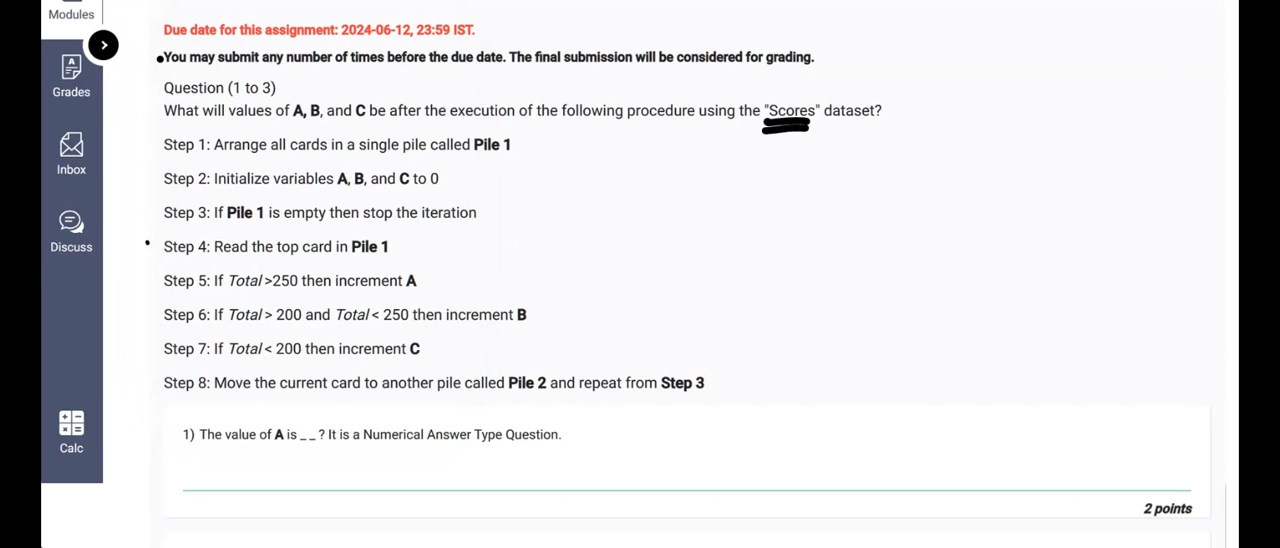 Modules
Due date for this assignment: 2024-06-12, 23:59 IST.
You may submit any number of times before the due date. The final submission will be considered for grading.
Grades
Question (1 to 3)
What will values of A, B, and C be after the execution of the following procedure using the "Scores" dataset?
Step 1: Arrange all cards in a single pile called Pile 1
Inbox
Step 2: Initialize variables A, B, and C to 0
Step 3: If Pile 1 is empty then stop the iteration
Discuss
Step 4: Read the top card in Pile 1
Step 5: If Total >250 then increment A
Step 6: If Total > 200 and Total < 250 then increment B
Step 7: If Total < 200 then increment C
Step 8: Move the current card to another pile called Pile 2 and repeat from Step 3
Calc
1) The value of A is _ _ ? It is a Numerical Answer Type Question.
2 points